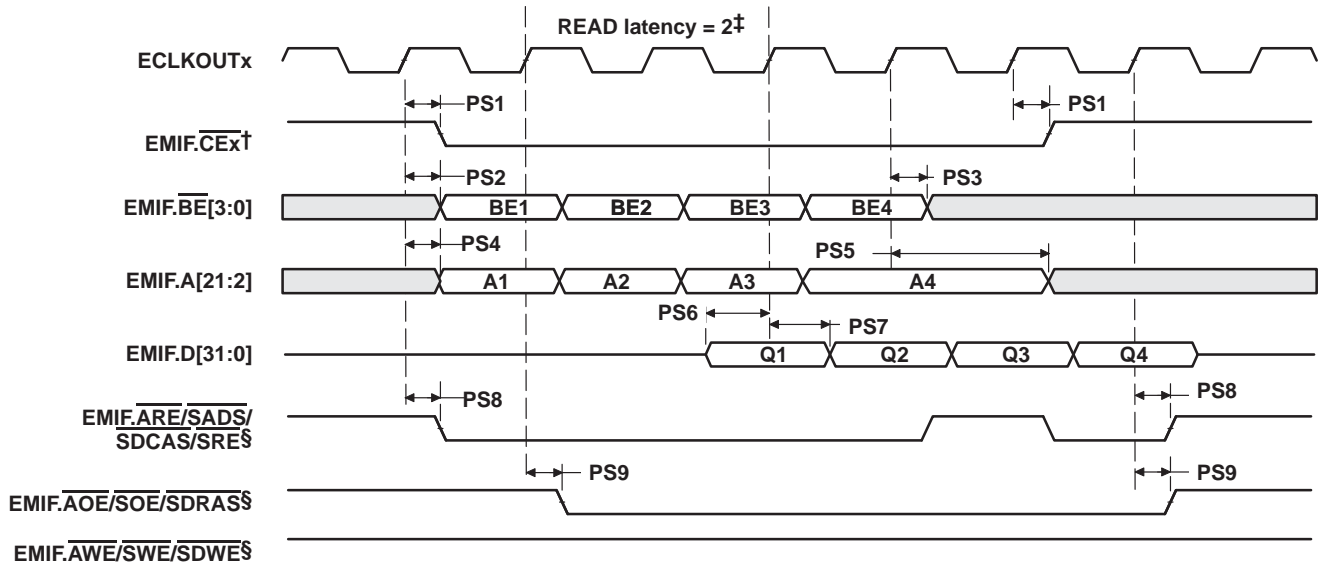 READ latency = 2‡
ECLKOUTx
PS1
PS1
EMIF.CEx†
PS2
PS3
EMIF.BE[3:0]
BE1
BE2
BE3
BE4
PS4
PS5
EMIF.A[21:2]
A1
A2
A3
A4
PS6
PS7
EMIF.D[31:0]
Q1
Q2
Q3
Q4
PS8
PS8
EMIF.ARE/SADS/
SDCAS/SRE§
PS9
PS9
EMIF.AOE/SOE/SDRAS§
EMIF.AWE/SWE/SDWE§